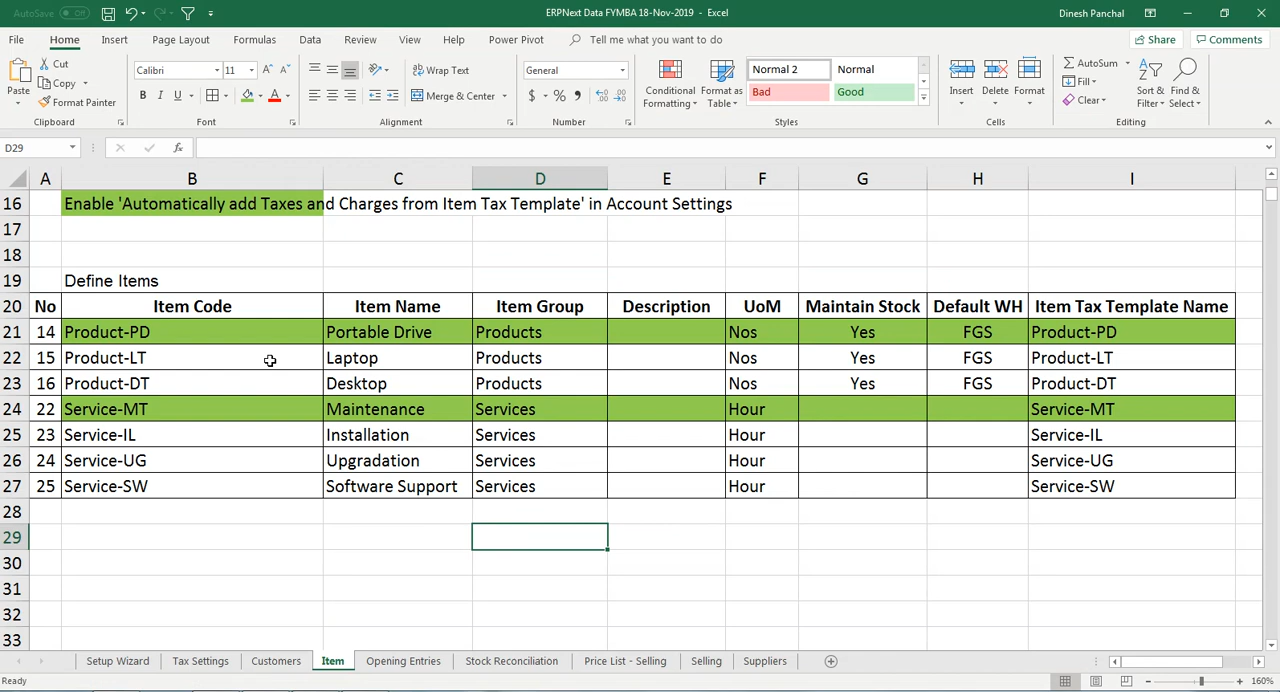 AutoSave Off
ERPNext Data FYMBA 18-Nov-2019 - Excel
Dinesh Panchal
File Home Insert Page Layout Formulas Data Review View Help Power Pivot Tell me what you want to do Share Comments
Paste Cut Copy Format Painter Clipboard
Calibri 11 B I U A Font
Wrap Text Merge & Center Alignment
General $ % , Number
Conditional Formatting Format as Table Normal 2 Normal Bad Good Styles
Insert Delete Format Cells
AutoSum Fill Clear Sort & Filter Find & Select Editing
D29 fx
A B C D E F G H I
16 Enable 'Automatically add Taxes and Charges from Item Tax Template' in Account Settings
17
18
19 Define Items
20 No Item Code Item Name Item Group Description UoM Maintain Stock Default WH Item Tax Template Name
21 14 Product-PD Portable Drive Products Nos Yes FGS Product-PD
22 15 Product-LT Laptop Products Nos Yes FGS Product-LT
23 16 Product-DT Desktop Products Nos Yes FGS Product-DT
24 22 Service-MT Maintenance Services Hour Service-MT
25 23 Service-IL Installation Services Hour Service-IL
26 24 Service-UG Upgradation Services Hour Service-UG
27 25 Service-SW Software Support Services Hour Service-SW
28
29
30
31
32
33
Setup Wizard Tax Settings Customers Item Opening Entries Stock Reconciliation Price List - Selling Selling Suppliers
Ready 160%